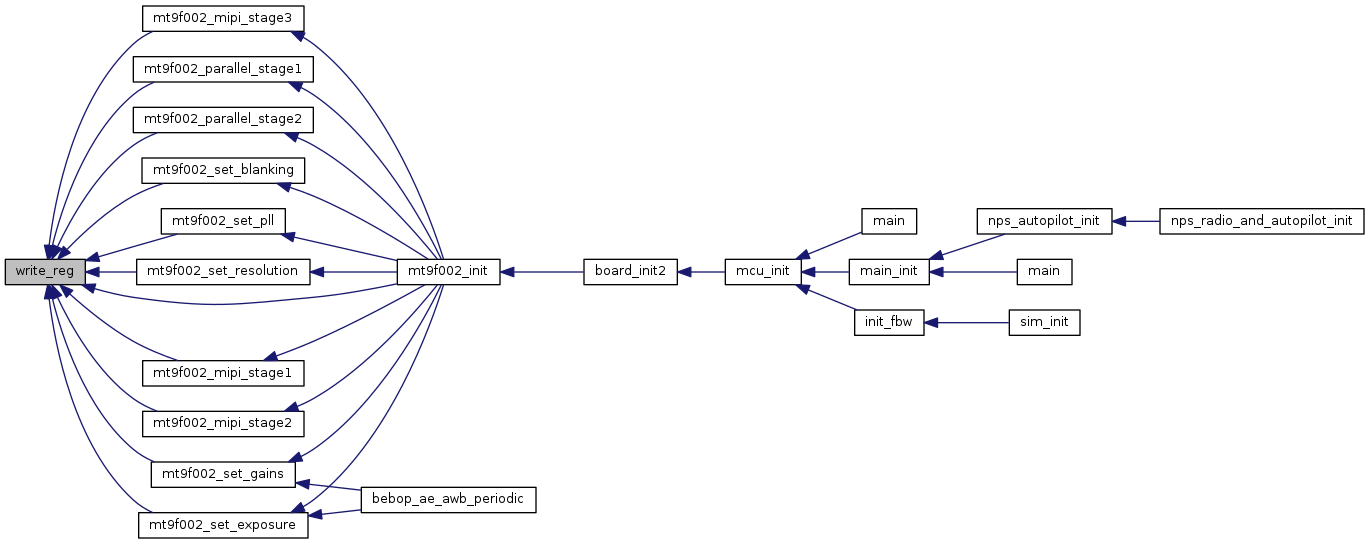 mt9f002_mipi_stage3
mt9f002_parallel_stage1
mt9f002_parallel_stage2
mt9f002_set_blanking
mt9f002_set_pll
write_reg
mt9f002_set_resolution
mt9f002_mipi_stage1
mt9f002_mipi_stage2
mt9f002_set_gains
mt9f002_set_exposure
mt9f002_init
bebop_ae_awb_periodic
board_init2
mcu_init
main
main_init
init_fbw
nps_autopilot_init
main
sim_init
nps_radio_and_autopilot_init